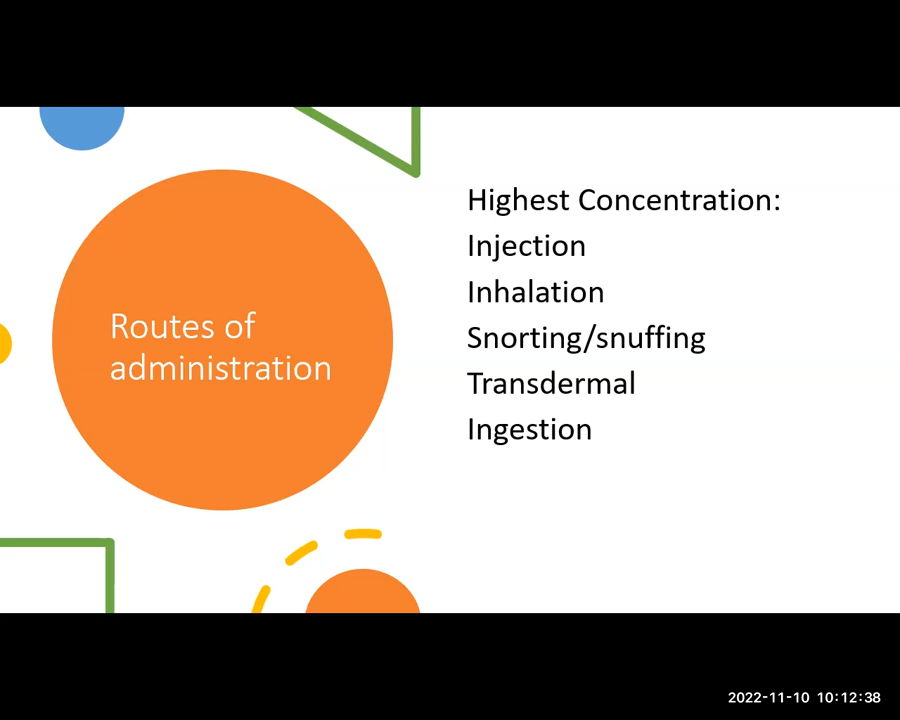 Routes of
administration
Highest Concentration:
Injection
Inhalation
Snorting/snuffing
Transdermal
Ingestion
2022-11-10 10:12:38